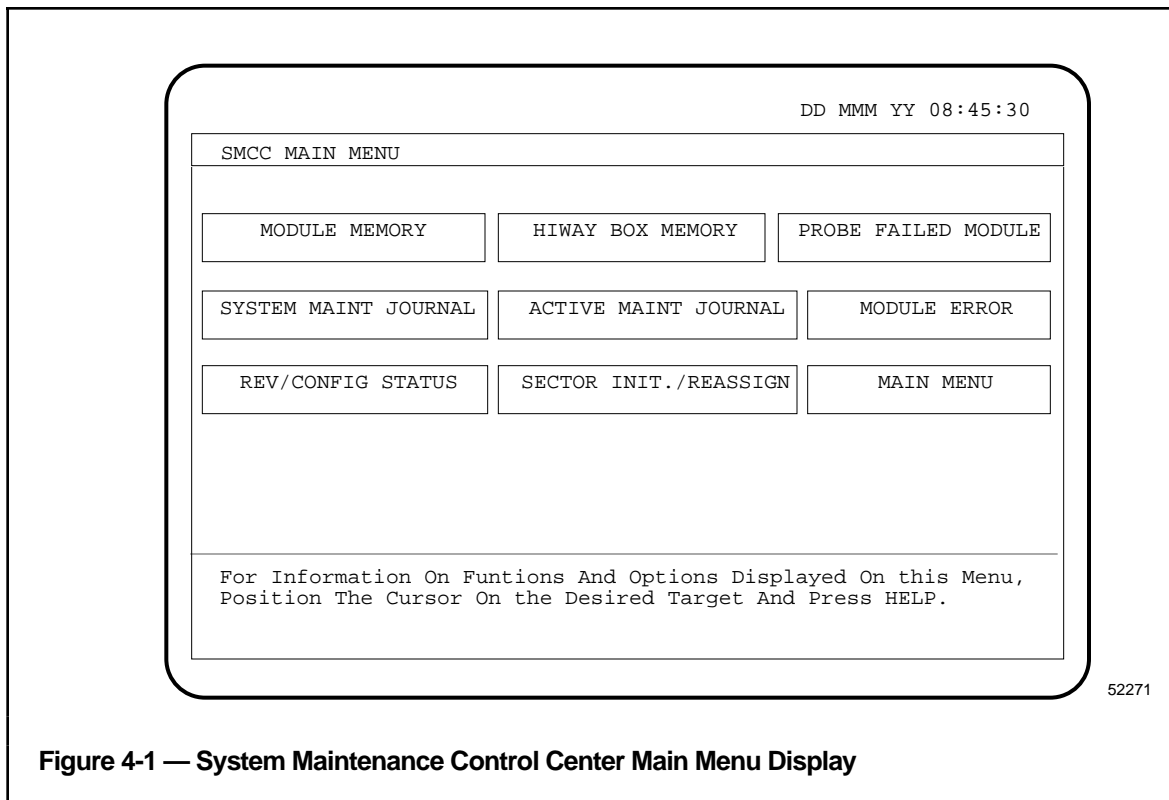 DD MMM YY 08:45:30
SMCC MAIN MENU
MODULE MEMORY HIWAY BOX MEMORY PROBE FAILED MODULE
SYSTEM MAINT JOURNAL ACTIVE MAINT JOURNAL MODULE ERROR
REV/CONFIG STATUS SECTOR INIT./REASSIGN MAIN MENU
For Information On Funtions And Options Displayed On this Menu,
Position The Cursor On the Desired Target And Press HELP.
52271
Figure 4-1 — System Maintenance Control Center Main Menu Display